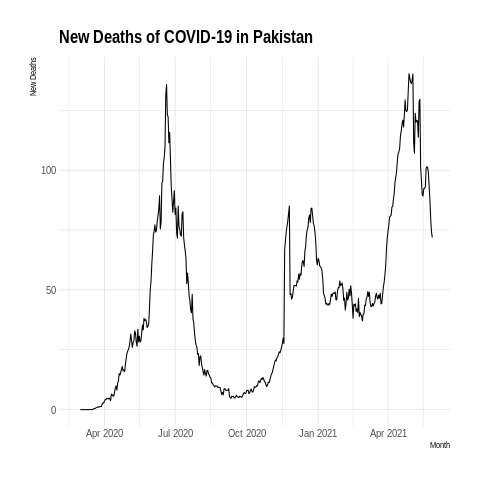 New Deaths of COVID-19 in Pakistan
New Deaths
100
50
0
Apr 2020 Jul 2020 Oct 2020 Jan 2021 Apr 2021
Month